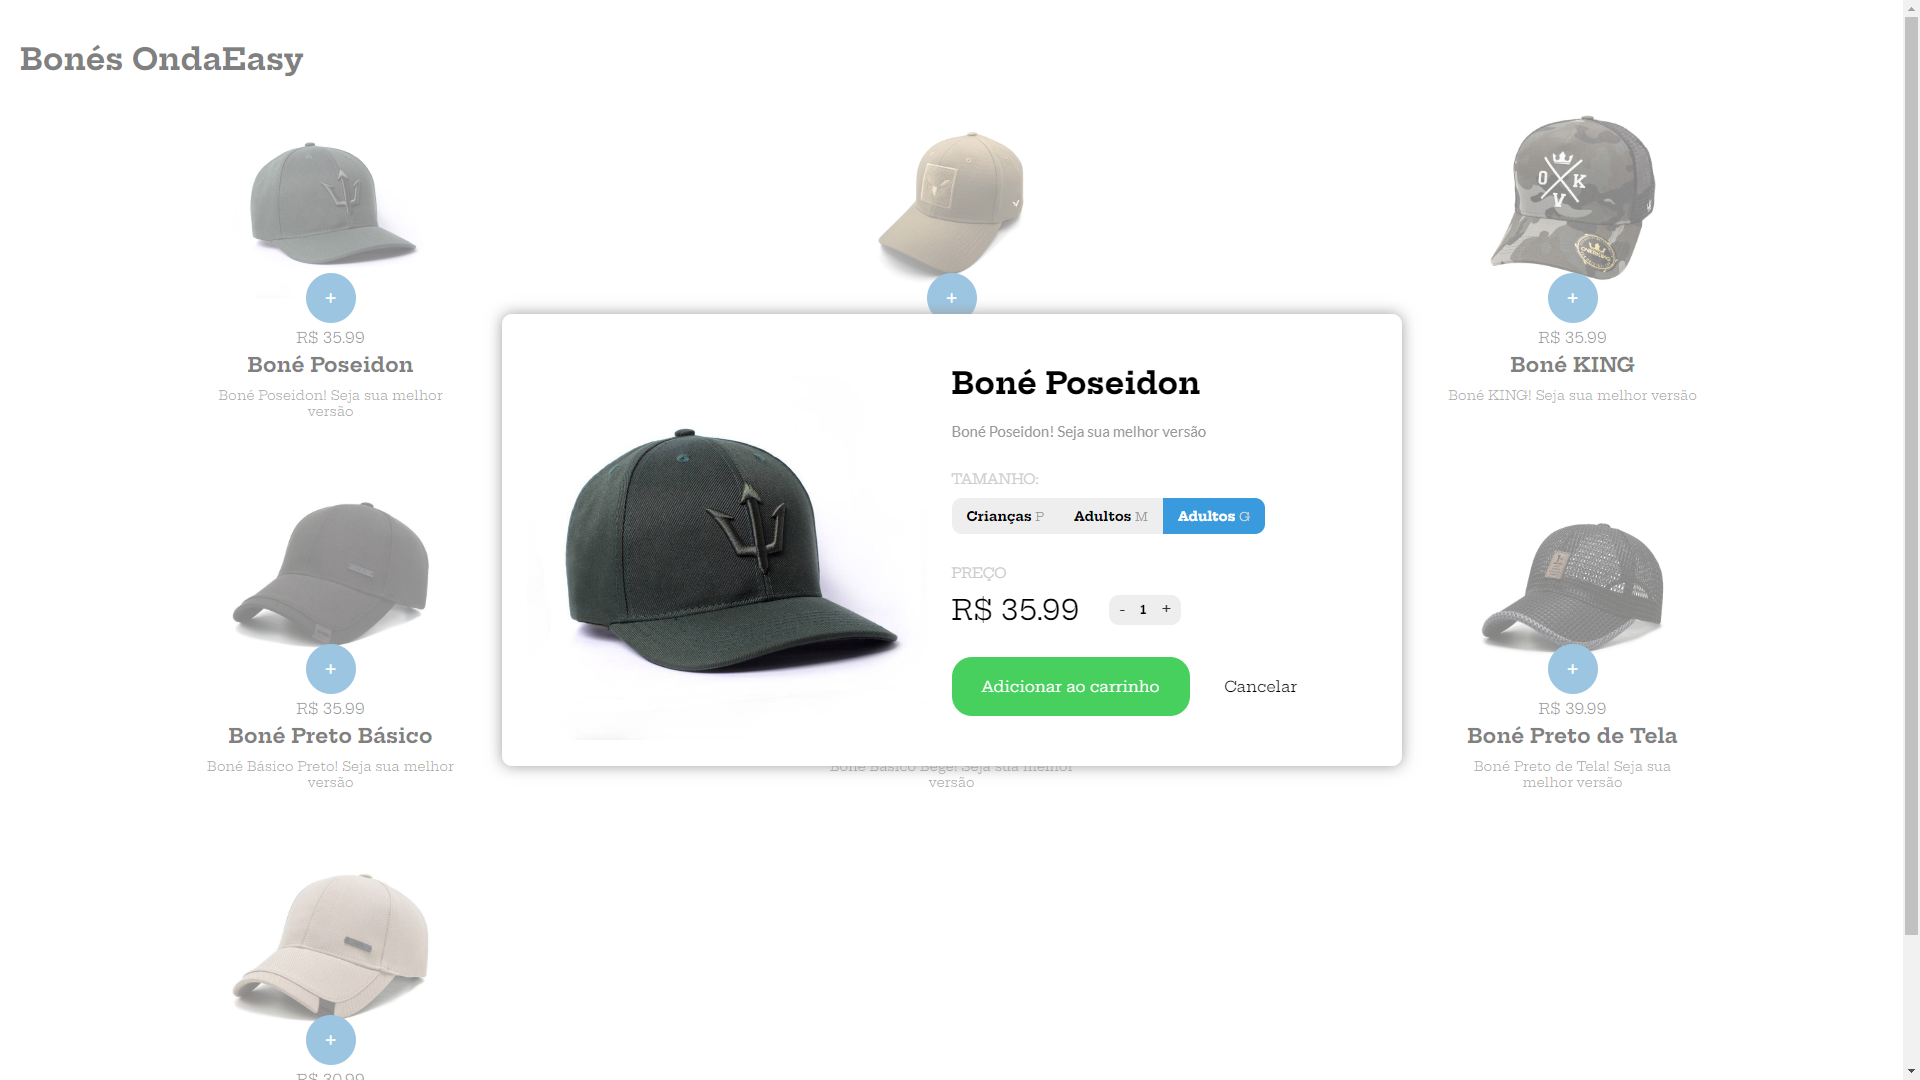 Bonés OndaEasy
O K V
+
R$ 35.99
Boné Poseidon
Boné Poseidon! Seja sua melhor
versão
+
+
R$ 35.99
Boné KING
Boné KING! Seja sua melhor versão
Boné Poseidon
Boné Poseidon! Seja sua melhor versão
TAMANHO:
Crianças P Adultos M Adultos G
PREÇO
R$ 35.99 - 1 +
Adicionar ao carrinho Cancelar
+
R$ 35.99
Boné Preto Básico
Boné Básico Preto! Seja sua melhor
versão
Boné Básico Bege! Seja sua melhor
versão
+
R$ 39.99
Boné Preto de Tela
Boné Preto de Tela! Seja sua
melhor versão
+
R$ 30.99